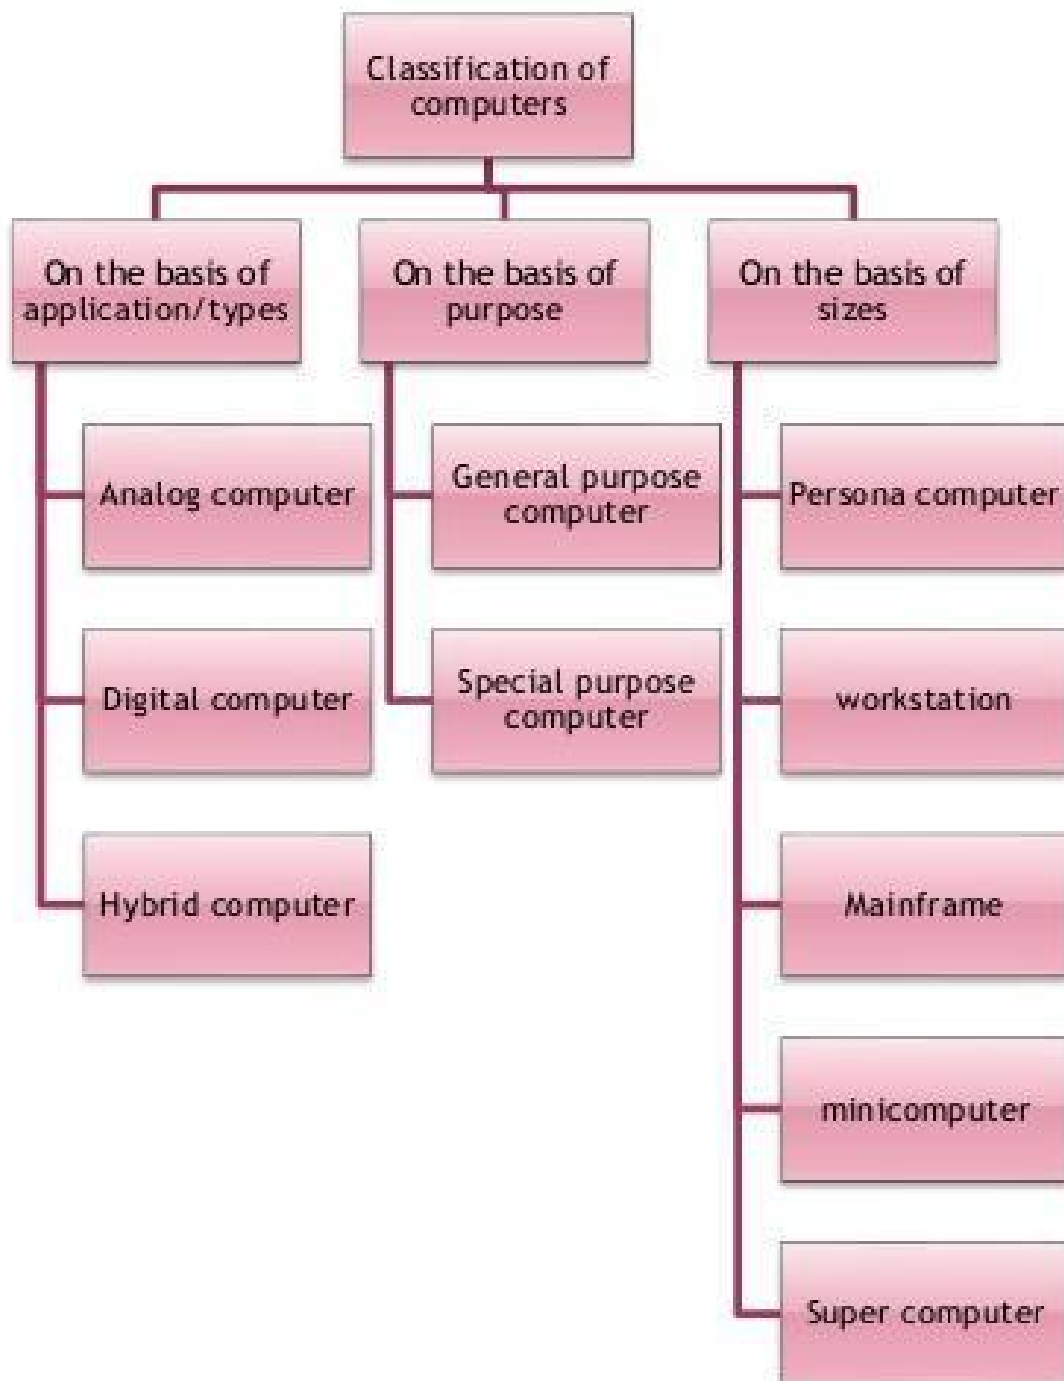 Classification of
computers
On the basis of
application/types
Analog computer
Digital computer
Hybrid computer
On the basis of
purpose
General purpose
computer
Special purpose
computer
On the basis of
sizes
Persona computer
workstation
Mainframe
minicomputer
Super computer